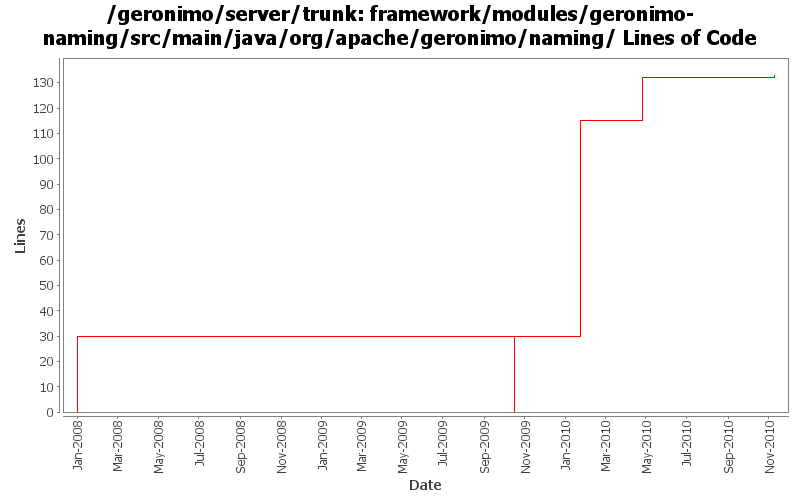 /geronimo/server/trunk: framework/modules/geronimo-
naming/src/main/java/org/apache/geronimo/naming/ Lines of Code
Lines
130
120
110
100
90
80
70
60
50
40
30
20
10
0
Jan-2008
Mar-2008
May-2008
Jul-2008
Sep-2008
Nov-2008
Jan-2009
Mar-2009
May-2009
Jul-2009
Sep-2009
Nov-2009
Jan-2010
Mar-2010
May-2010
Jul-2010
Sep-2010
Nov-2010
Date